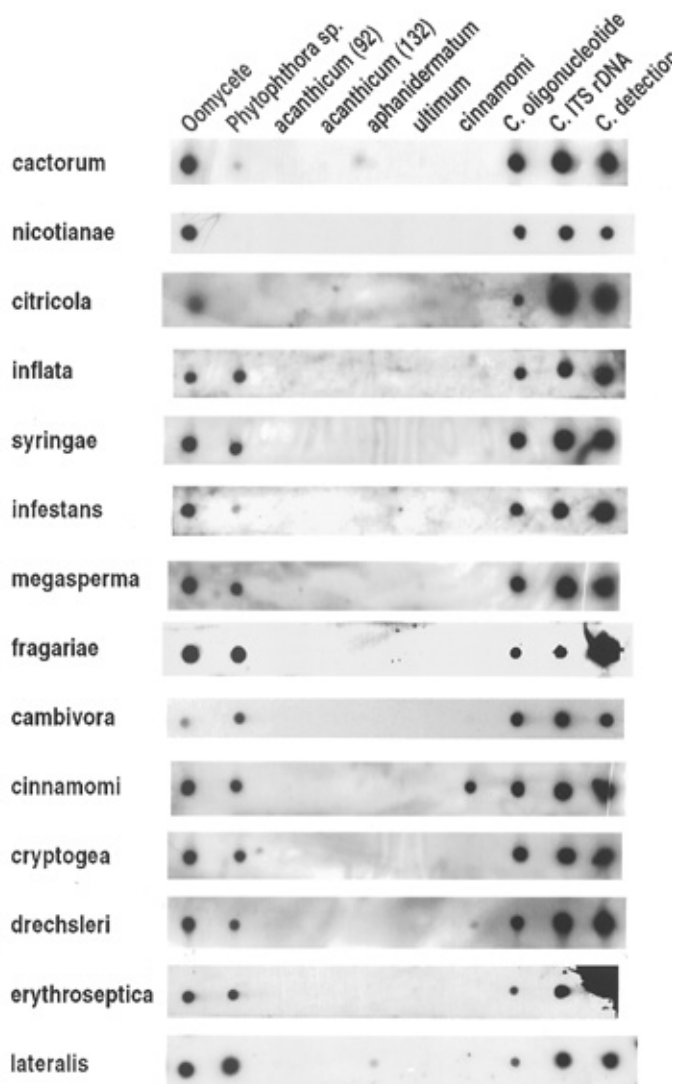 Oomycete
Phytophthora sp.
acanthicum (92)
acanthicum (132)
aphanidermatum
ultimum
cinnamomi
C. oligonucleotide
C. ITS rDNA
C. detection
cactorum
nicotianae
citricola
inflata
syringae
infestans
megasperma
fragariae
cambivora
cinnamomi
cryptogea
drechsleri
erythroseptica
lateralis